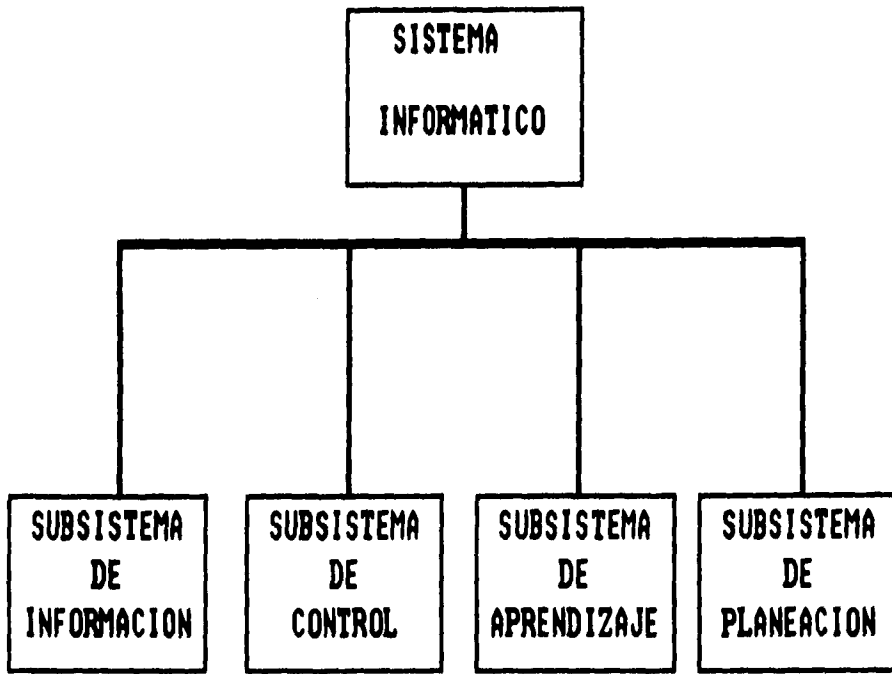 SISTEMA
INFORMATICO
SUBSISTEMA
DE
INFORMACION
SUBSISTEMA
DE
CONTROL
SUBSISTEMA
DE
APRENDIZAJE
SUBSISTEMA
DE
PLANEACION